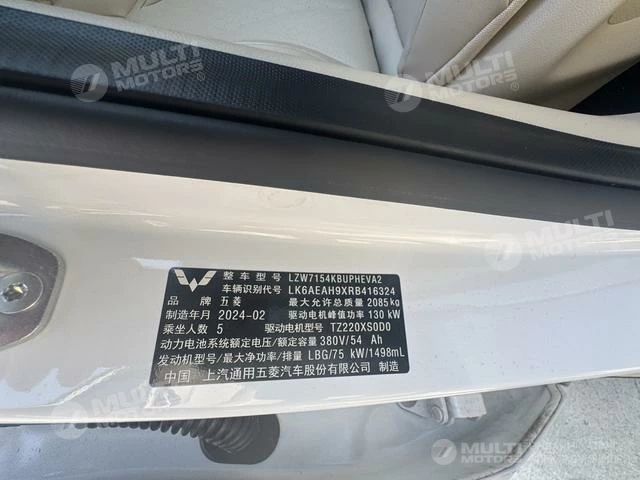 MULTI MOTORS
MULTI MOTORS
MULTI MOTORS
MULTI MOTORS
整车型号 LZW7154KBUPHEVA2
车辆识别代号 LK6AEAH9XRB416324
品牌 五菱 最大允许总质量 2085kg
制造年月 2024-02 驱动电机峰值功率 130 kW
乘坐人数 5 驱动电机型号 TZ220XS0D0
动力电池系统额定电压/额定容量 380V/54 Ah
发动机型号/最大净功率/排量 LBG/75 kW/1498mL
中国 上汽通用五菱汽车股份有限公司 制造
MULTI MOTORS
MULTI MOTORS